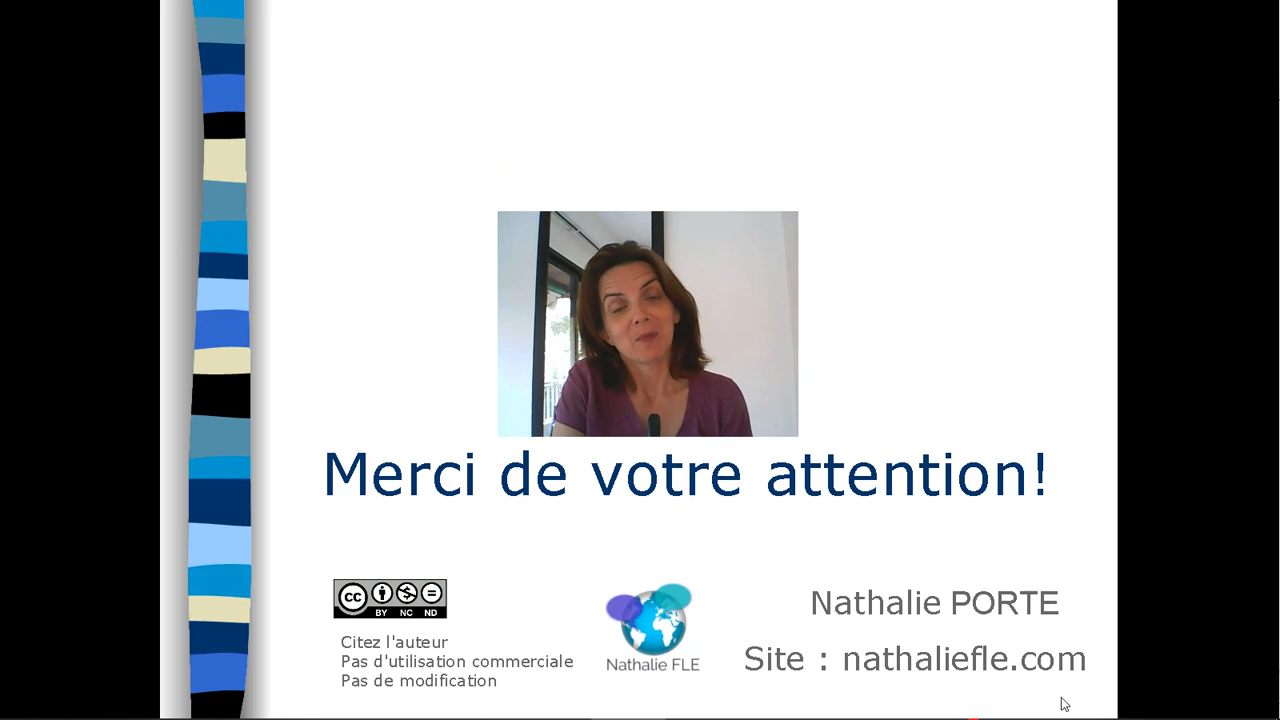 Merci de votre attention!
cc
BY NC ND
Citez l'auteur
Pas d'utilisation commerciale
Pas de modification
Nathalie FLE
Nathalie PORTE
Site : nathaliefle.com